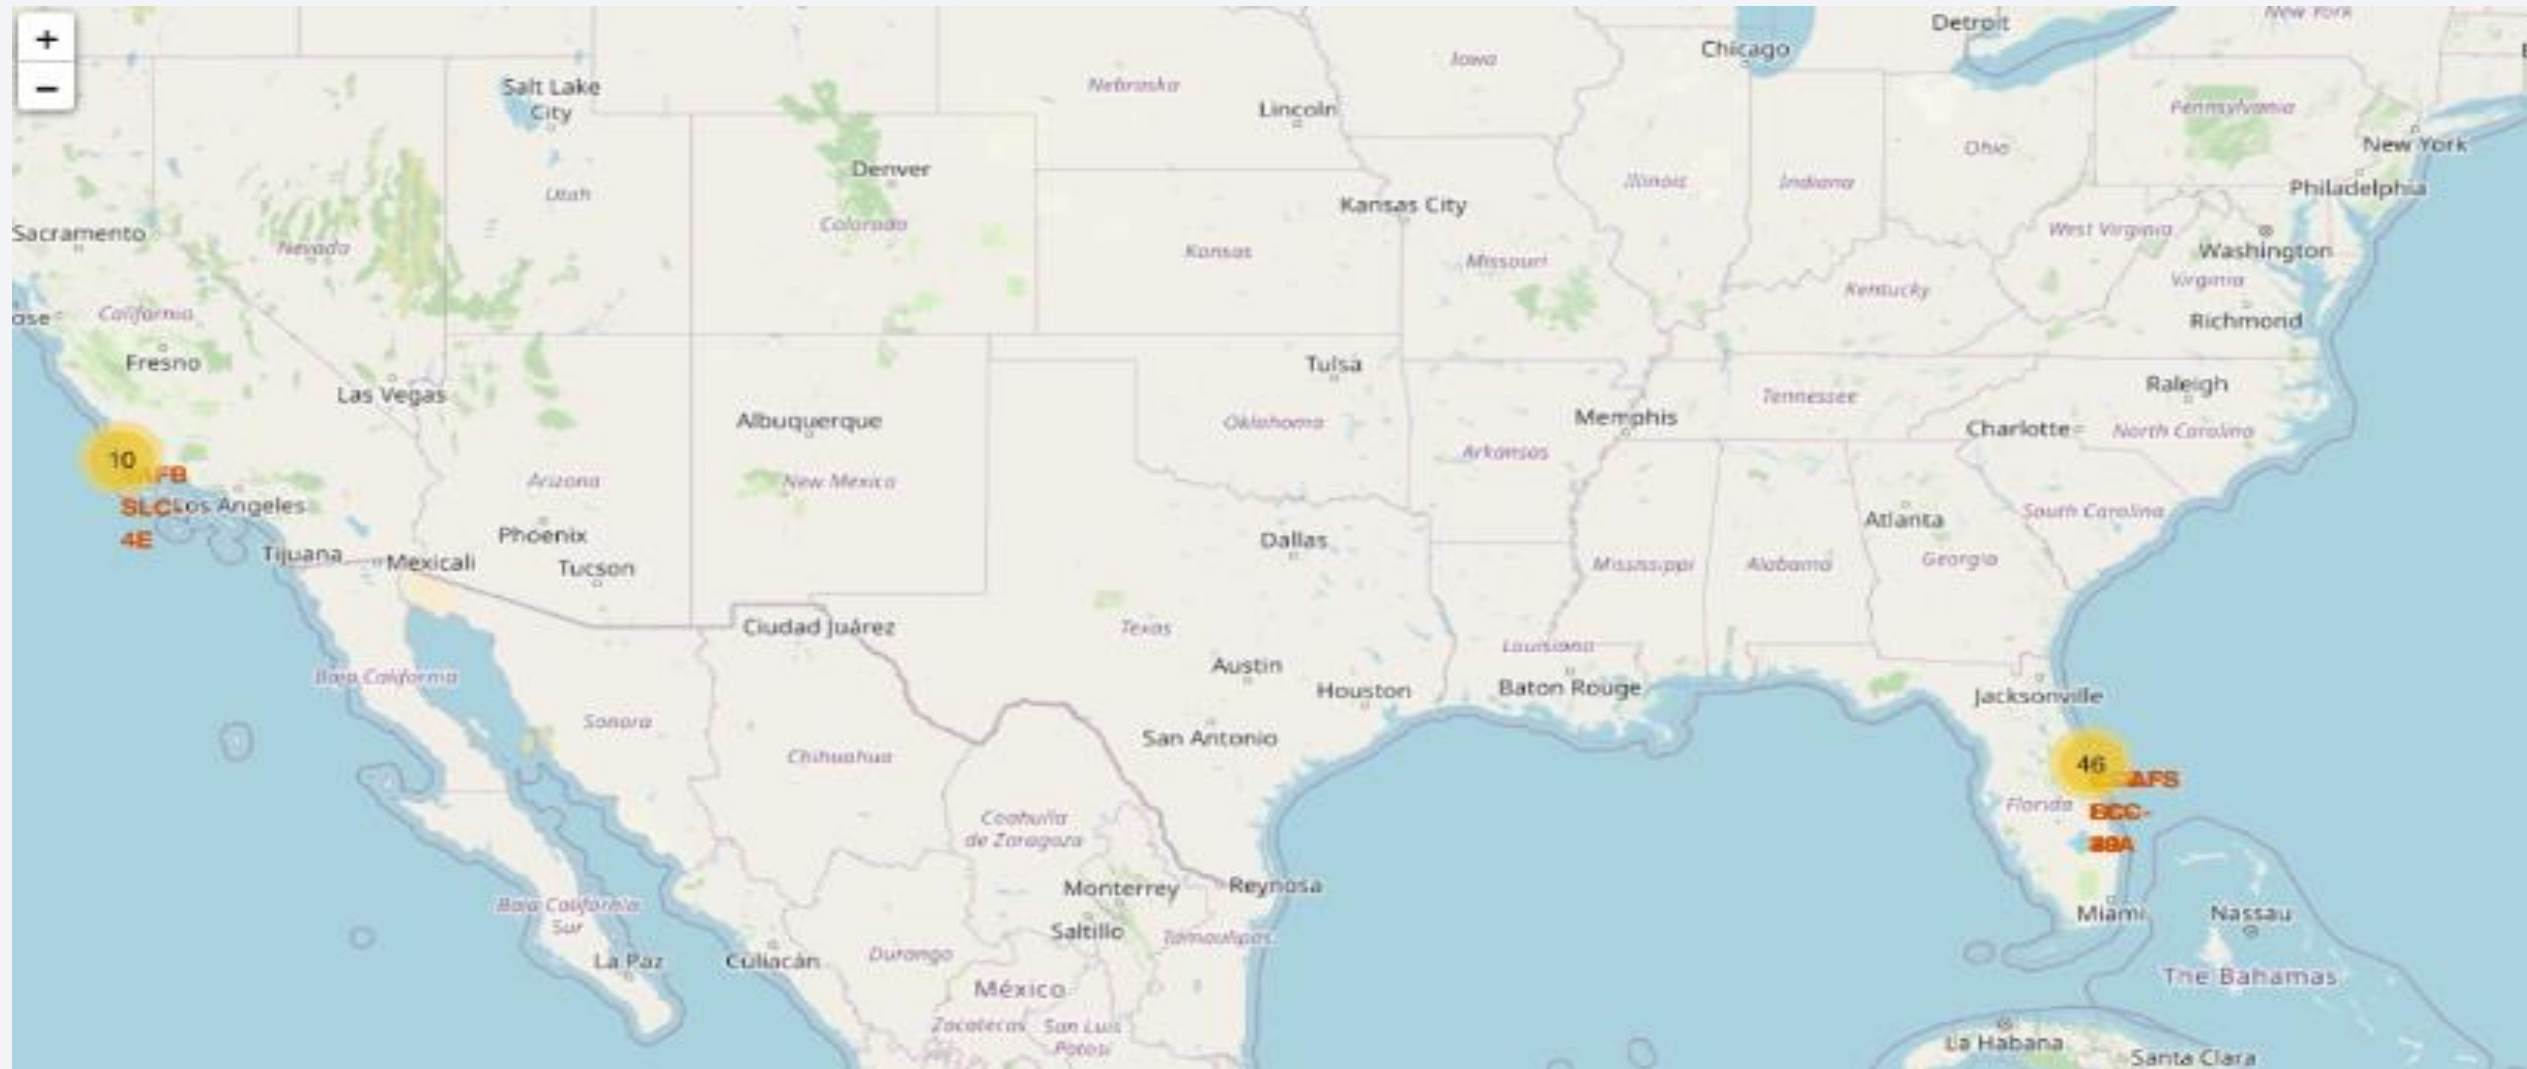 +
−
Detroit
New York
Chicago
Iowa
Salt Lake
City
Nebraska
Lincoln
Pennsylvania
New York
Ohio
Denver
Utah
Illinois
Indiana
Philadelphia
Kansas City
Colorado
Sacramento
Nevada
Kansas
West Virginia
Washington
Missouri
Virginia
Kentucky
California
ose
Richmond
Fresno
Tulsa
Las Vegas
Raleigh
Tennessee
Albuquerque
Oklahoma
Memphis
Charlotte
North Carolina
Arkansas
10
AFB
Arizona
New Mexico
SLC
Los Angeles
4E
South Carolina
Atlanta
Phoenix
Dallas
Tijuana
Mexicali
Tucson
Mississippi
Alabama
Georgia
Ciudad Juárez
Texas
Louisiana
Austin
Houston
Baton Rouge
Baja California
Jacksonville
Sonora
San Antonio
Chihuahua
46
AFS
Florida
Coahuila
de Zaragoza
Monterrey
Reynosa
Miami
Nassau
Baja California
Sur
Saltillo
Tamaulipas
La Paz
Culiacán
Durango
The Bahamas
México
Zacatecas
San Luis
Potosí
La Habana
Santa Clara